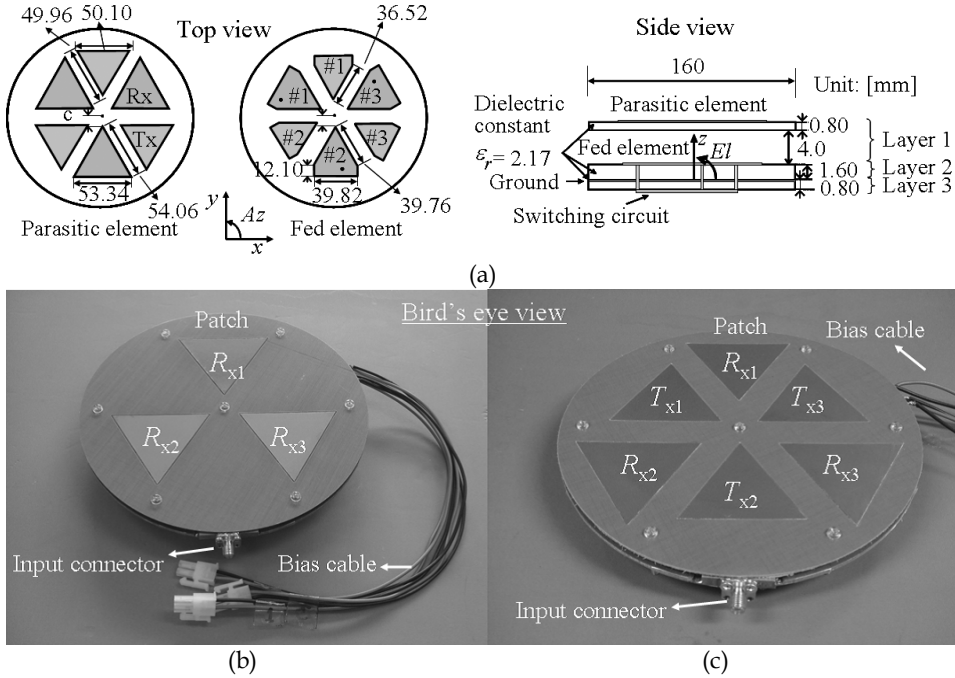 Top view
49.96
50.10
Rx
c
Tx
53.34
54.06
Parasitic element
y
Az
x
36.52
#1
#1
#3
#2
#3
#2
12.10
39.82
39.76
Fed element
Side view
160
Unit: [mm]
Dielectric
constant
εr = 2.17
Parasitic element
0.80
4.0
Layer 1
Fed element
z
El
1.60
Layer 2
Ground
0.80
Layer 3
Switching circuit
(a)
Bird's eye view
Patch
Rx1
Rx2
Rx3
Input connector
Bias cable
Patch
Bias cable
Rx1
Tx1
Tx3
Rx2
Rx3
Tx2
Input connector
(b)
(c)